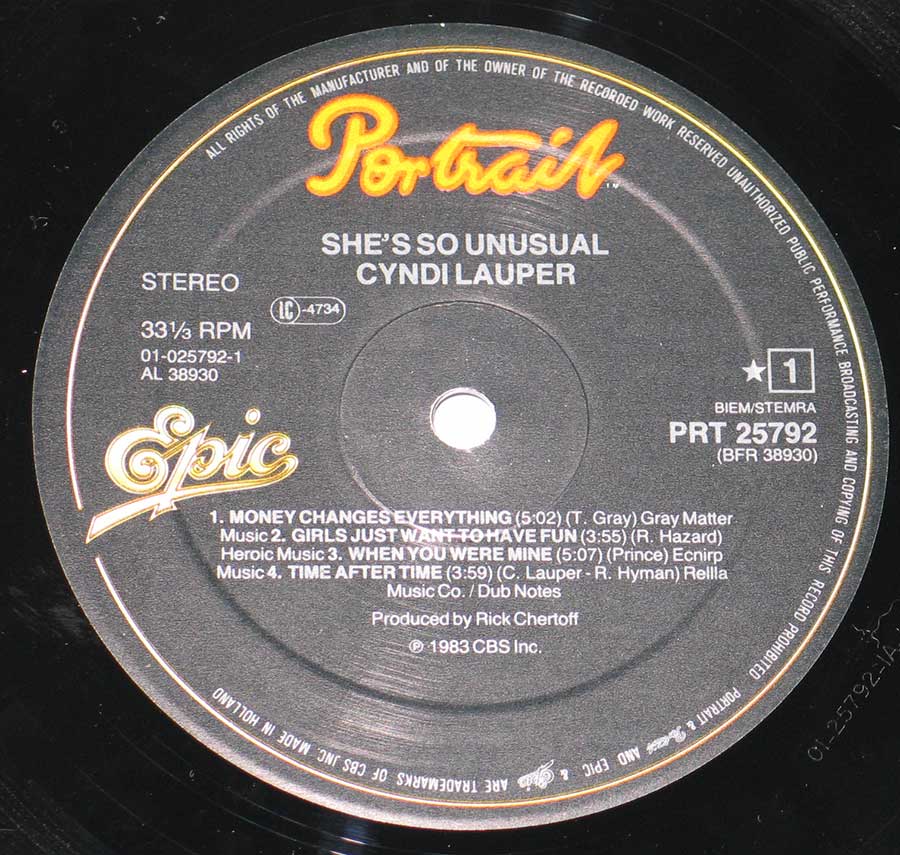 ALL RIGHTS OF THE MANUFACTURER AND OF THE OWNER OF THE RECORDED WORK RESERVED UNAUTHORIZED PUBLIC PERFORMANCE BROADCASTING AND COPYING OF THIS RECORD PROHIBITED
Portrait™
SHE'S SO UNUSUAL
CYNDI LAUPER
STEREO
LC-4734
33⅓ RPM
01-025792-1
AL 38930
★ 1
BIEM/STEMRA
PRT 25792
(BFR 38930)
Epic
1. MONEY CHANGES EVERYTHING (5:02) (T. Gray) Gray Matter
Music 2. GIRLS JUST WANT TO HAVE FUN (3:55) (R. Hazard)
Heroic Music 3. WHEN YOU WERE MINE (5:07) (Prince) Ecnirp
Music 4. TIME AFTER TIME (3:59) (C. Lauper - R. Hyman) Rellla
Music Co. / Dub Notes
Produced by Rick Chertoff
℗ 1983 CBS Inc.
PORTRAIT & Portrait AND EPIC & Epic ARE TRADEMARKS OF CBS INC. MADE IN HOLLAND
01-25792-1A